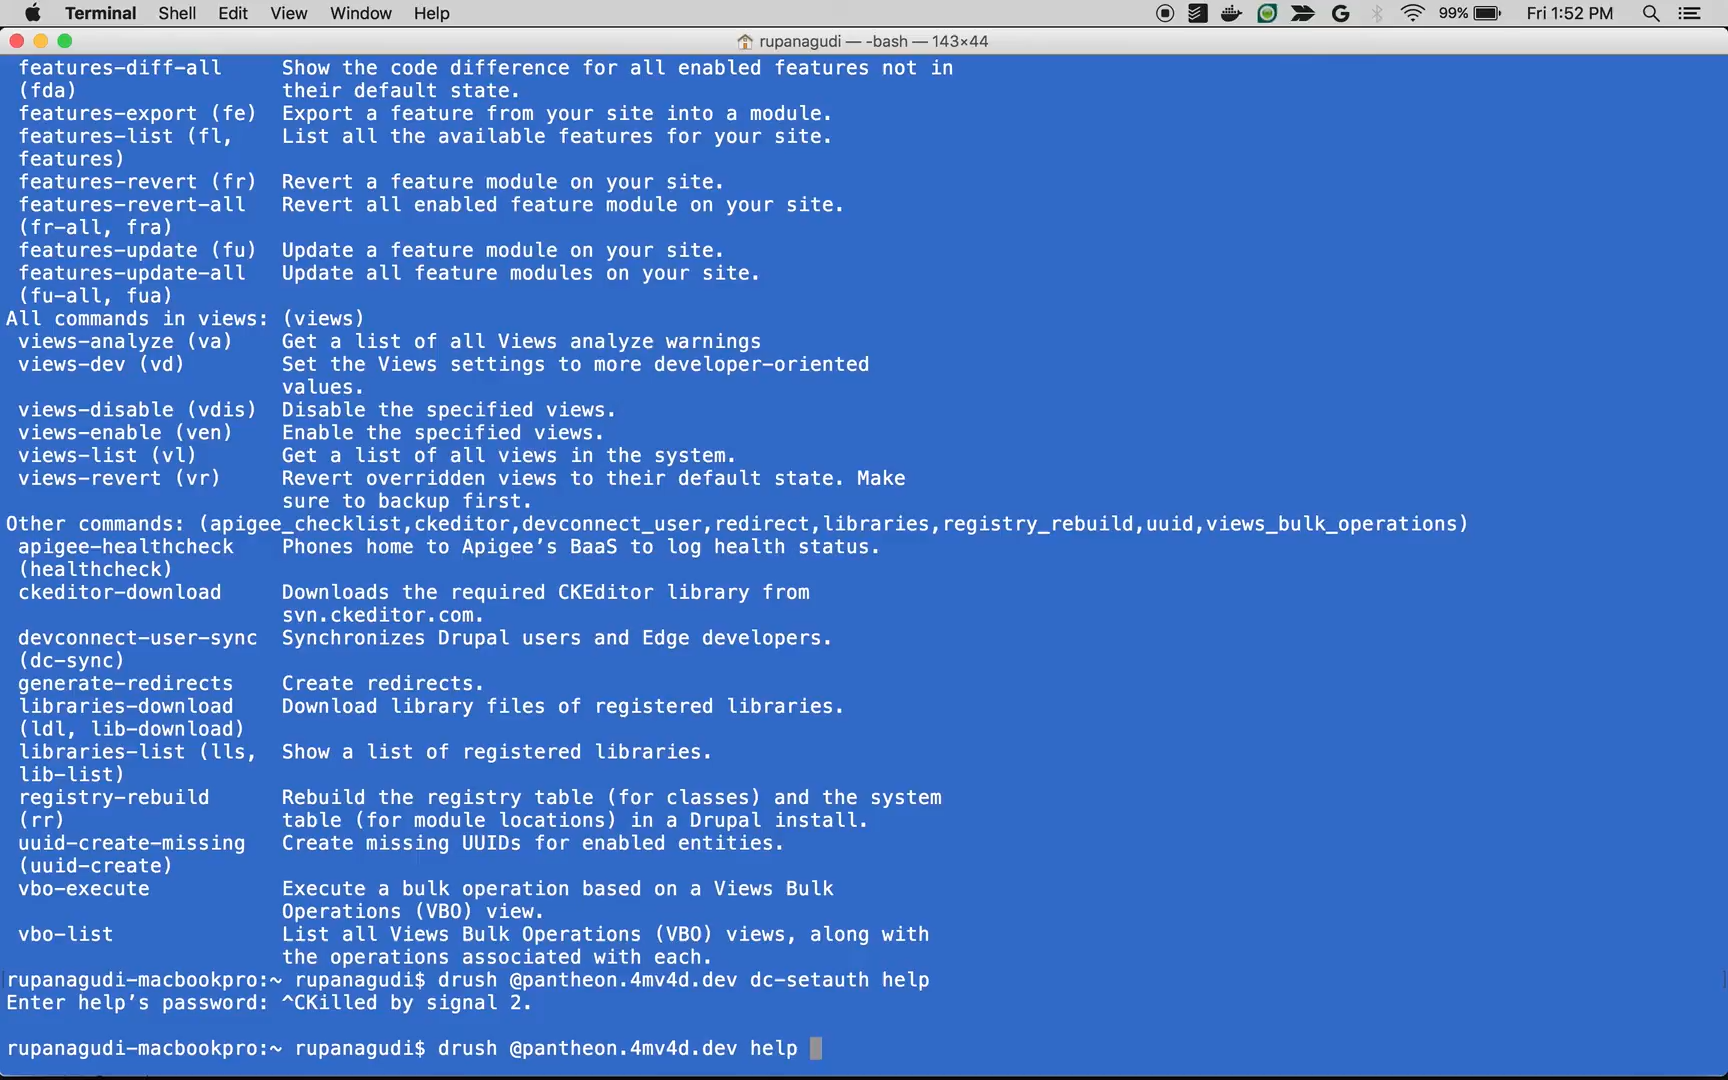 Terminal Shell Edit View Window Help 99% Fri 1:52 PM
rupanagudi — -bash — 143×44
features-diff-all Show the code difference for all enabled features not in
(fda) their default state.
features-export (fe) Export a feature from your site into a module.
features-list (fl, List all the available features for your site.
features)
features-revert (fr) Revert a feature module on your site.
features-revert-all Revert all enabled feature module on your site.
(fr-all, fra)
features-update (fu) Update a feature module on your site.
features-update-all Update all feature modules on your site.
(fu-all, fua)
All commands in views: (views)
views-analyze (va) Get a list of all Views analyze warnings
views-dev (vd) Set the Views settings to more developer-oriented
values.
views-disable (vdis) Disable the specified views.
views-enable (ven) Enable the specified views.
views-list (vl) Get a list of all views in the system.
views-revert (vr) Revert overridden views to their default state. Make
sure to backup first.
Other commands: (apigee_checklist,ckeditor,devconnect_user,redirect,libraries,registry_rebuild,uuid,views_bulk_operations)
apigee-healthcheck Phones home to Apigee’s BaaS to log health status.
(healthcheck)
ckeditor-download Downloads the required CKEditor library from
svn.ckeditor.com.
devconnect-user-sync Synchronizes Drupal users and Edge developers.
(dc-sync)
generate-redirects Create redirects.
libraries-download Download library files of registered libraries.
(ldl, lib-download)
libraries-list (lls, Show a list of registered libraries.
lib-list)
registry-rebuild Rebuild the registry table (for classes) and the system
(rr) table (for module locations) in a Drupal install.
uuid-create-missing Create missing UUIDs for enabled entities.
(uuid-create)
vbo-execute Execute a bulk operation based on a Views Bulk
Operations (VBO) view.
vbo-list List all Views Bulk Operations (VBO) views, along with
the operations associated with each.
rupanagudi-macbookpro:~ rupanagudi$ drush @pantheon.4mv4d.dev dc-setauth help
Enter help’s password: ^CKilled by signal 2.
rupanagudi-macbookpro:~ rupanagudi$ drush @pantheon.4mv4d.dev help